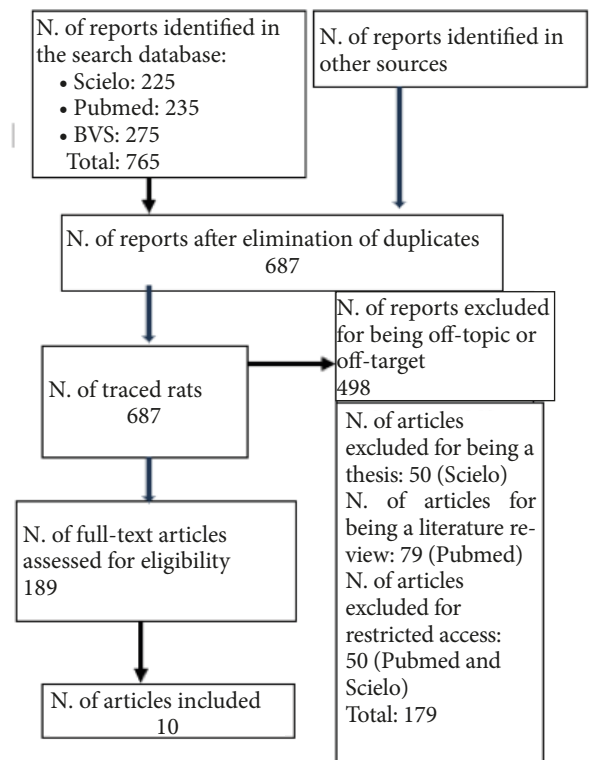 N. of reports identified in
the search database:
• Scielo: 225
• Pubmed: 235
• BVS: 275
Total: 765
N. of reports identified in
other sources
N. of reports after elimination of duplicates
687
N. of reports excluded
for being off-topic or
off-target
498
N. of traced rats
687
N. of articles
excluded for being a
thesis: 50 (Scielo)
N. of articles for
being a literature re-
view: 79 (Pubmed)
N. of articles
excluded for
restricted access:
50 (Pubmed and
Scielo)
Total: 179
N. of full-text articles
assessed for eligibility
189
N. of articles included
10